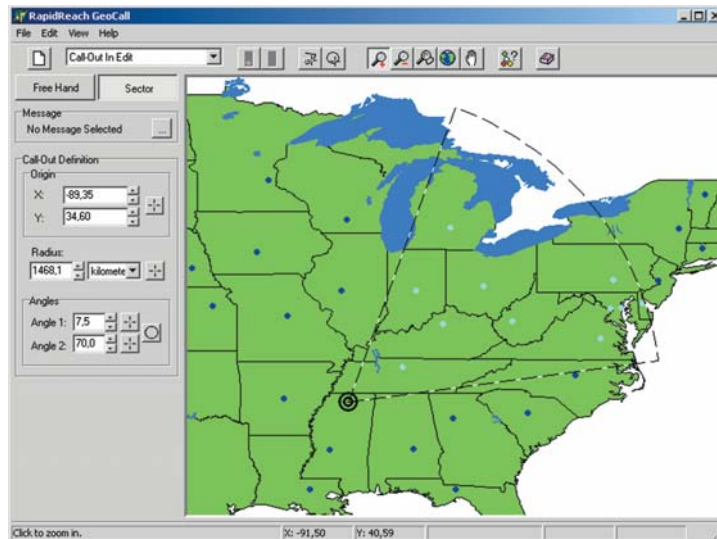 RapidReach GeoCall
File Edit View Help
Call-Out In Edit
Free Hand Sector
Message
No Message Selected ...
Call-Out Definition
Origin
X: -89,35
Y: 34,60
Radius:
1468,1 kilomete
Angles
Angle 1: 7,5
Angle 2: 70,0
Click to zoom in. X: -91,50 Y: 40,59